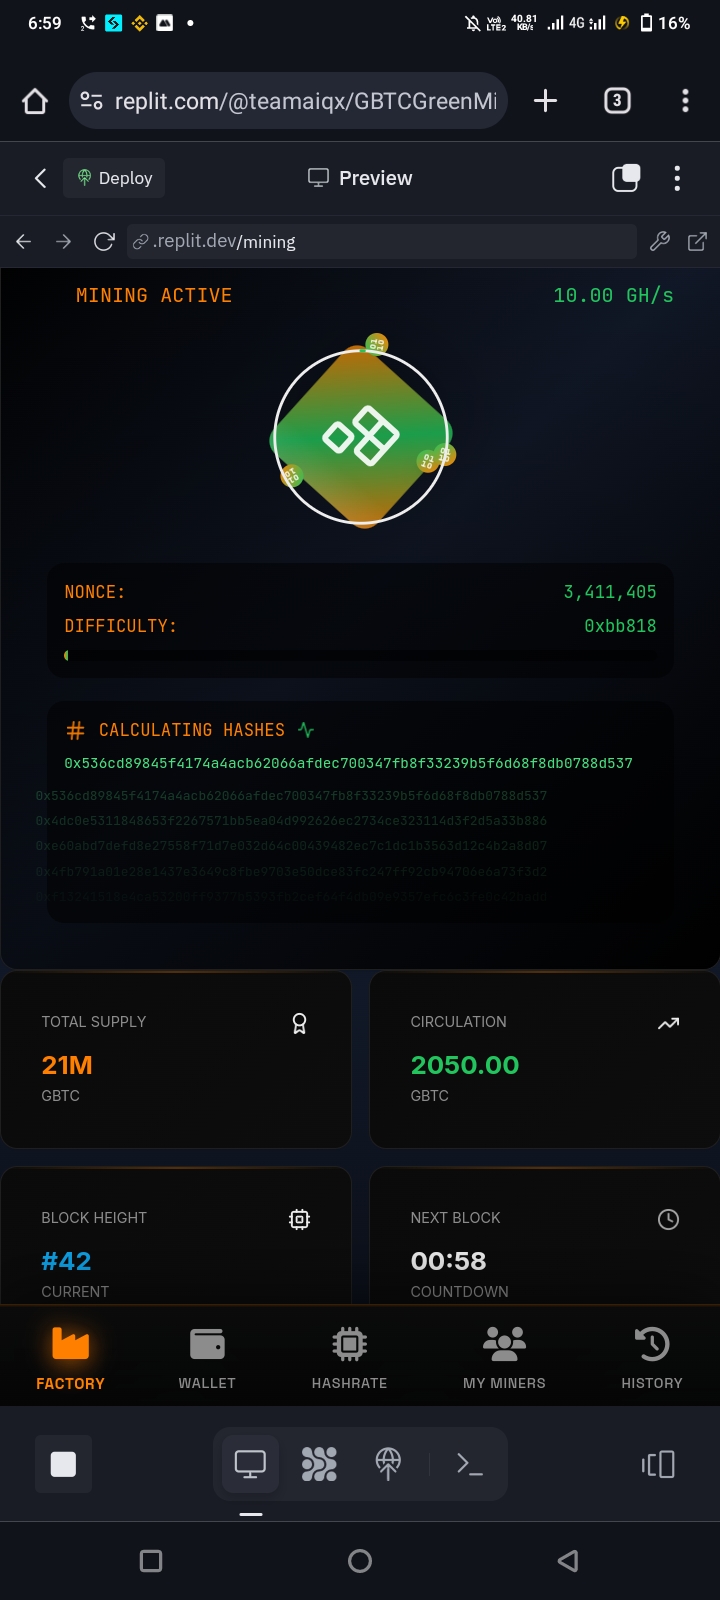 6:59
Vo)) LTE2 40.81 KB/s 4G 16%
replit.com/@teamaiqx/GBTCGreenMi
3
Deploy Preview
.replit.dev/mining
MINING ACTIVE 10.00 GH/s
NONCE: 3,411,405
DIFFICULTY: 0xbb818
CALCULATING HASHES
0x536cd89845f4174a4acb62066afdec700347fb8f33239b5f6d68f8db0788d537
0x536cd89845f4174a4acb62066afdec700347fb8f33239b5f6d68f8db0788d537
0x4dc0e5311848653f2267571bb5ea04d992626ec2734ce323114d3f2d5a33b886
0xe60abd7defd8e27558f71d7e032d64c00439482ec7c1dc1b3563d12c4b2a8d07
TOTAL SUPPLY CIRCULATION
21M 2050.00
GBTC GBTC
BLOCK HEIGHT NEXT BLOCK
#42 00:58
CURRENT COUNTDOWN
FACTORY WALLET HASHRATE MY MINERS HISTORY